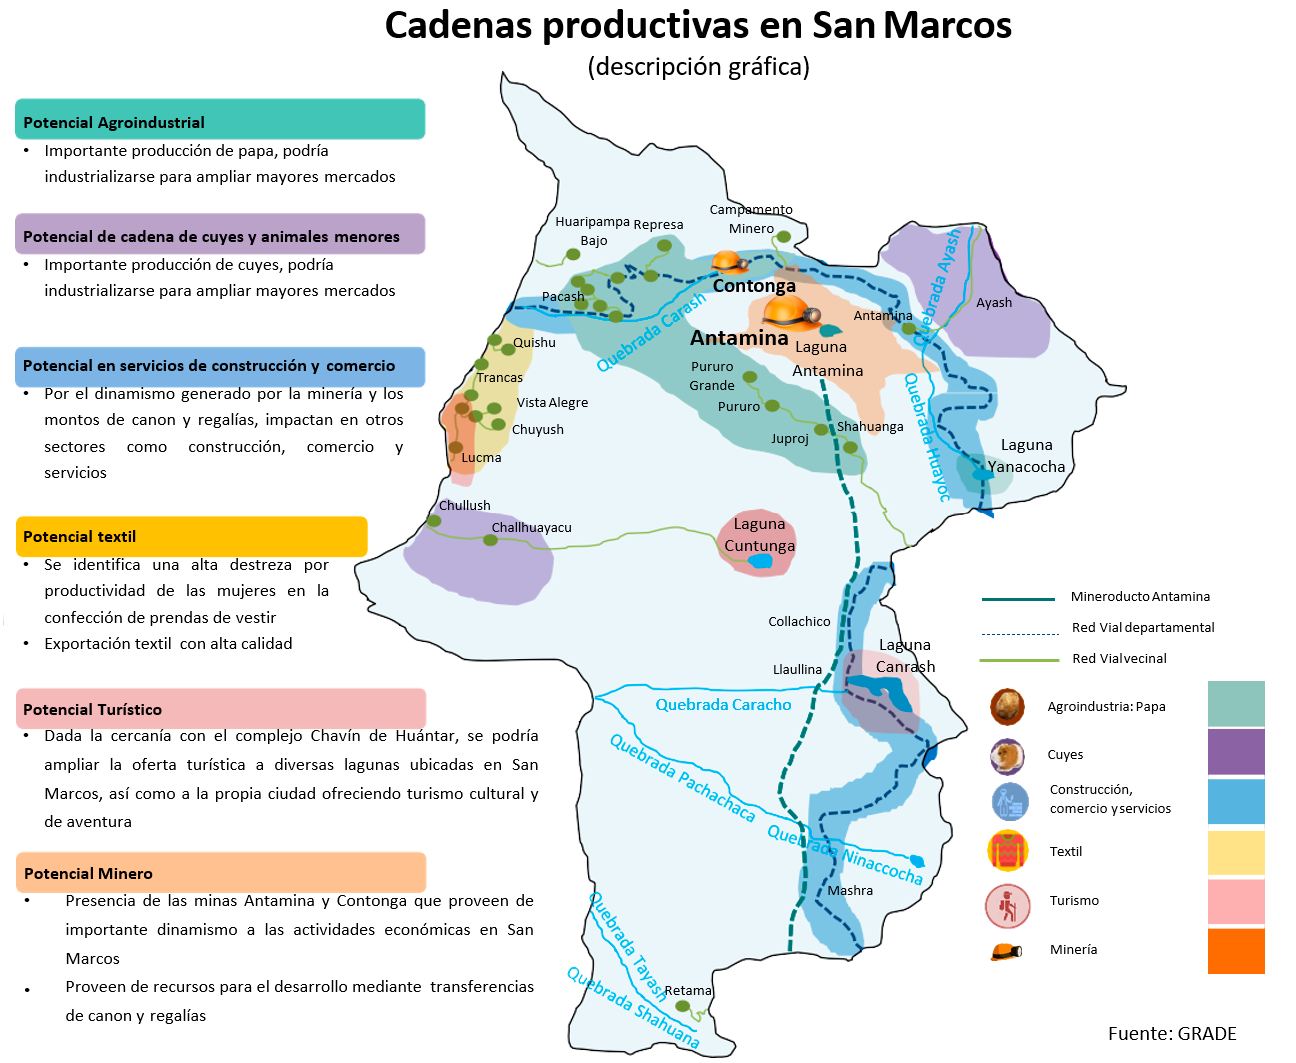 Cadenas productivas en San Marcos
(descripción gráfica)
Potencial Agroindustrial
• Importante producción de papa, podría
industrializarse para ampliar mayores mercados
Potencial de cadena de cuyes y animales menores
• Importante producción de cuyes, podría
industrializarse para ampliar mayores mercados
Potencial en servicios de construcción y comercio
• Por el dinamismo generado por la minería y los
montos de canon y regalías, impactan en otros
sectores como construcción, comercio y
servicios
Potencial textil
• Se identifica una alta destreza por
productividad de las mujeres en la
confección de prendas de vestir
• Exportación textil con alta calidad
Potencial Turístico
• Dada la cercanía con el complejo Chavín de Huántar, se podría
ampliar la oferta turística a diversas lagunas ubicadas en San
Marcos, así como a la propia ciudad ofreciendo turismo cultural y
de aventura
Potencial Minero
• Presencia de las minas Antamina y Contonga que proveen de
importante dinamismo a las actividades económicas en San
Marcos
• Proveen de recursos para el desarrollo mediante transferencias
de canon y regalías
Huaripampa
Bajo
Represa
Campamento
Minero
Pacash
Contonga
Quebrada Carash
Antamina
Laguna
Antamina
Antamina
Quebrada Ayash
Ayash
Quebrada Huayoc
Quishu
Trancas
Vista Alegre
Chuyush
Lucma
Pururo
Grande
Pururo
Juproj
Shahuanga
Laguna
Yanacocha
Chullush
Challhuayacu
Laguna
Cuntunga
Collachico
Llaullina
Laguna
Canrash
Quebrada Caracho
Quebrada Pachachaca
Quebrada Ninaccocha
Mashra
Quebrada Tayash
Quebrada Shahuana
Retama
Mineroducto Antamina
Red Vial departamental
Red Vial vecinal
Agroindustria: Papa
Cuyes
Construcción,
comercio y servicios
Textil
Turismo
Minería
Fuente: GRADE